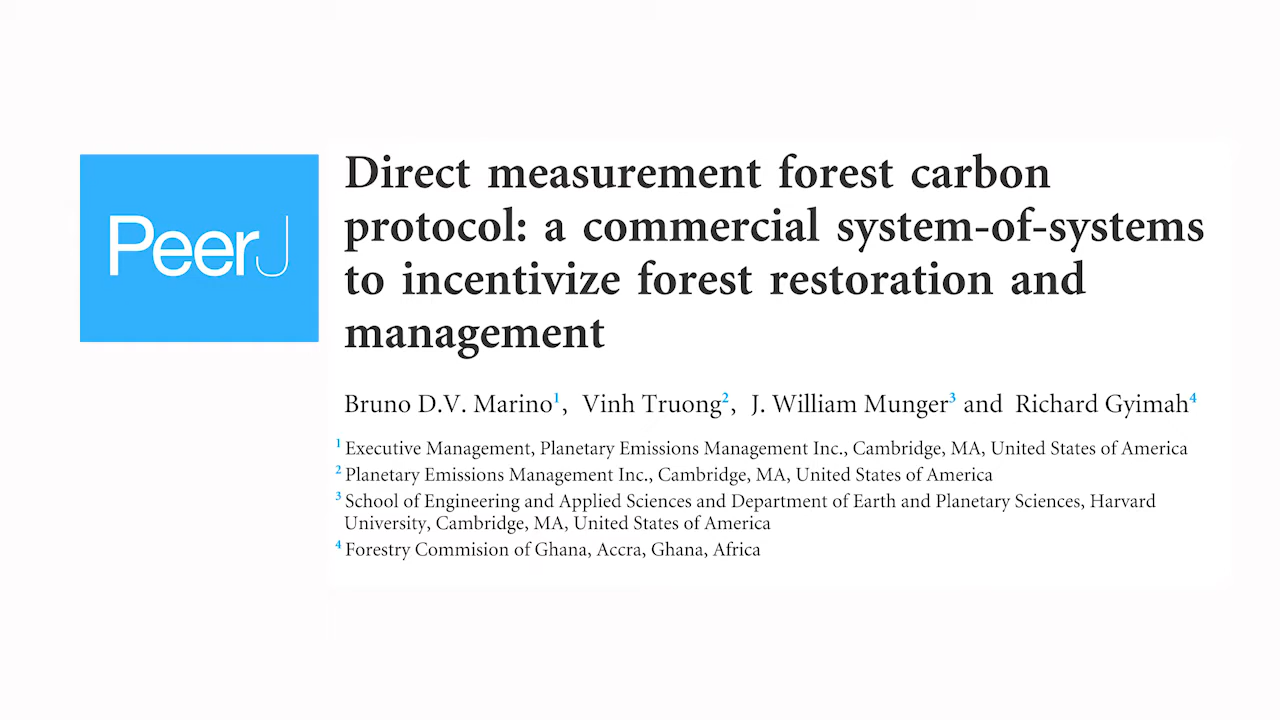 PeerJ
Direct measurement forest carbon
protocol: a commercial system-of-systems
to incentivize forest restoration and
management
Bruno D.V. Marino¹, Vinh Truong², J. William Munger³ and Richard Gyimah⁴
¹ Executive Management, Planetary Emissions Management Inc., Cambridge, MA, United States of America
² Planetary Emissions Management Inc., Cambridge, MA, United States of America
³ School of Engineering and Applied Sciences and Department of Earth and Planetary Sciences, Harvard
University, Cambridge, MA, United States of America
⁴ Forestry Commision of Ghana, Accra, Ghana, Africa